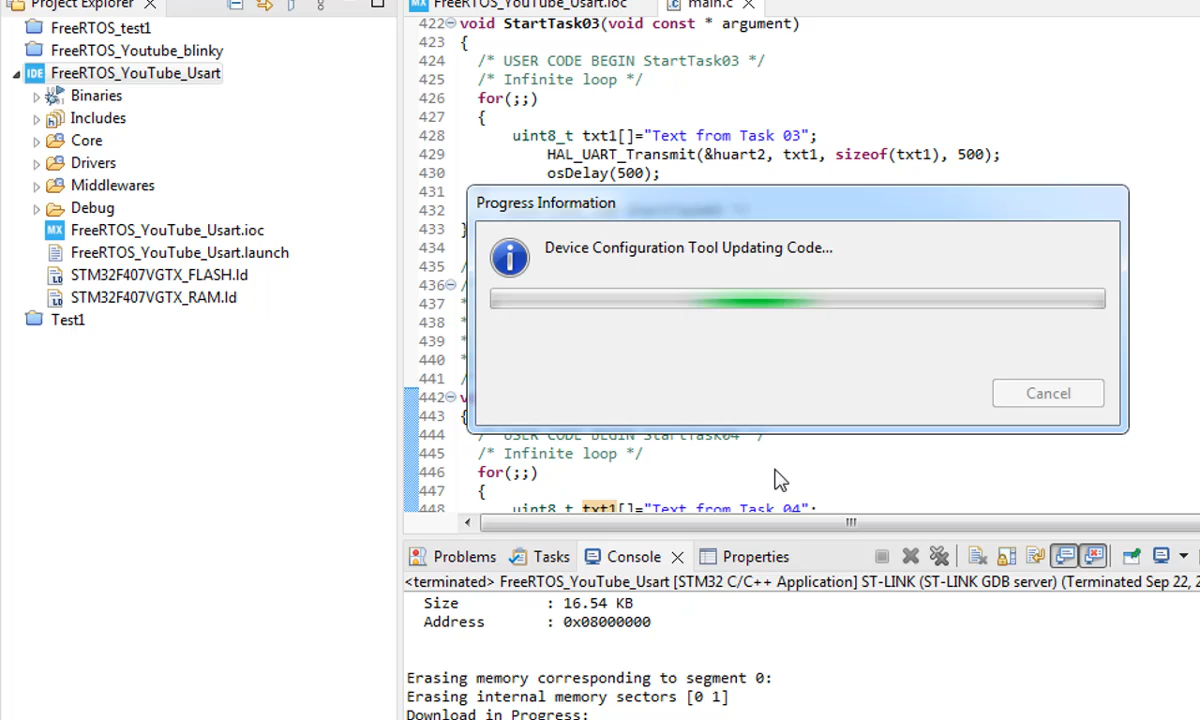 Project Explorer
FreeRTOS_test1
FreeRTOS_Youtube_blinky
FreeRTOS_YouTube_Usart
Binaries
Includes
Core
Drivers
Middlewares
Debug
FreeRTOS_YouTube_Usart.ioc
FreeRTOS_YouTube_Usart.launch
STM32F407VGTX_FLASH.ld
STM32F407VGTX_RAM.ld
Test1
FreeRTOS_YouTube_Usart.ioc
main.c
422 void StartTask03(void const * argument)
423 {
424 /* USER CODE BEGIN StartTask03 */
425 /* Infinite loop */
426 for(;;)
427 {
428 uint8_t txt1[]="Text from Task 03";
429 HAL_UART_Transmit(&huart2, txt1, sizeof(txt1), 500);
430 osDelay(500);
431
432
433 }
434
435 /
436 /
437 *
438 *
439 *
440 *
441 /
442 v
443 {
444 /* USER CODE BEGIN StartTask04 */
445 /* Infinite loop */
446 for(;;)
447 {
448 uint8_t txt1[]="Text from Task 04";
Progress Information
Device Configuration Tool Updating Code...
Cancel
Problems Tasks Console Properties
<terminated> FreeRTOS_YouTube_Usart [STM32 C/C++ Application] ST-LINK (ST-LINK GDB server) (Terminated Sep 22, 2
Size : 16.54 KB
Address : 0x08000000
Erasing memory corresponding to segment 0:
Erasing internal memory sectors [0 1]
Download in Progress: